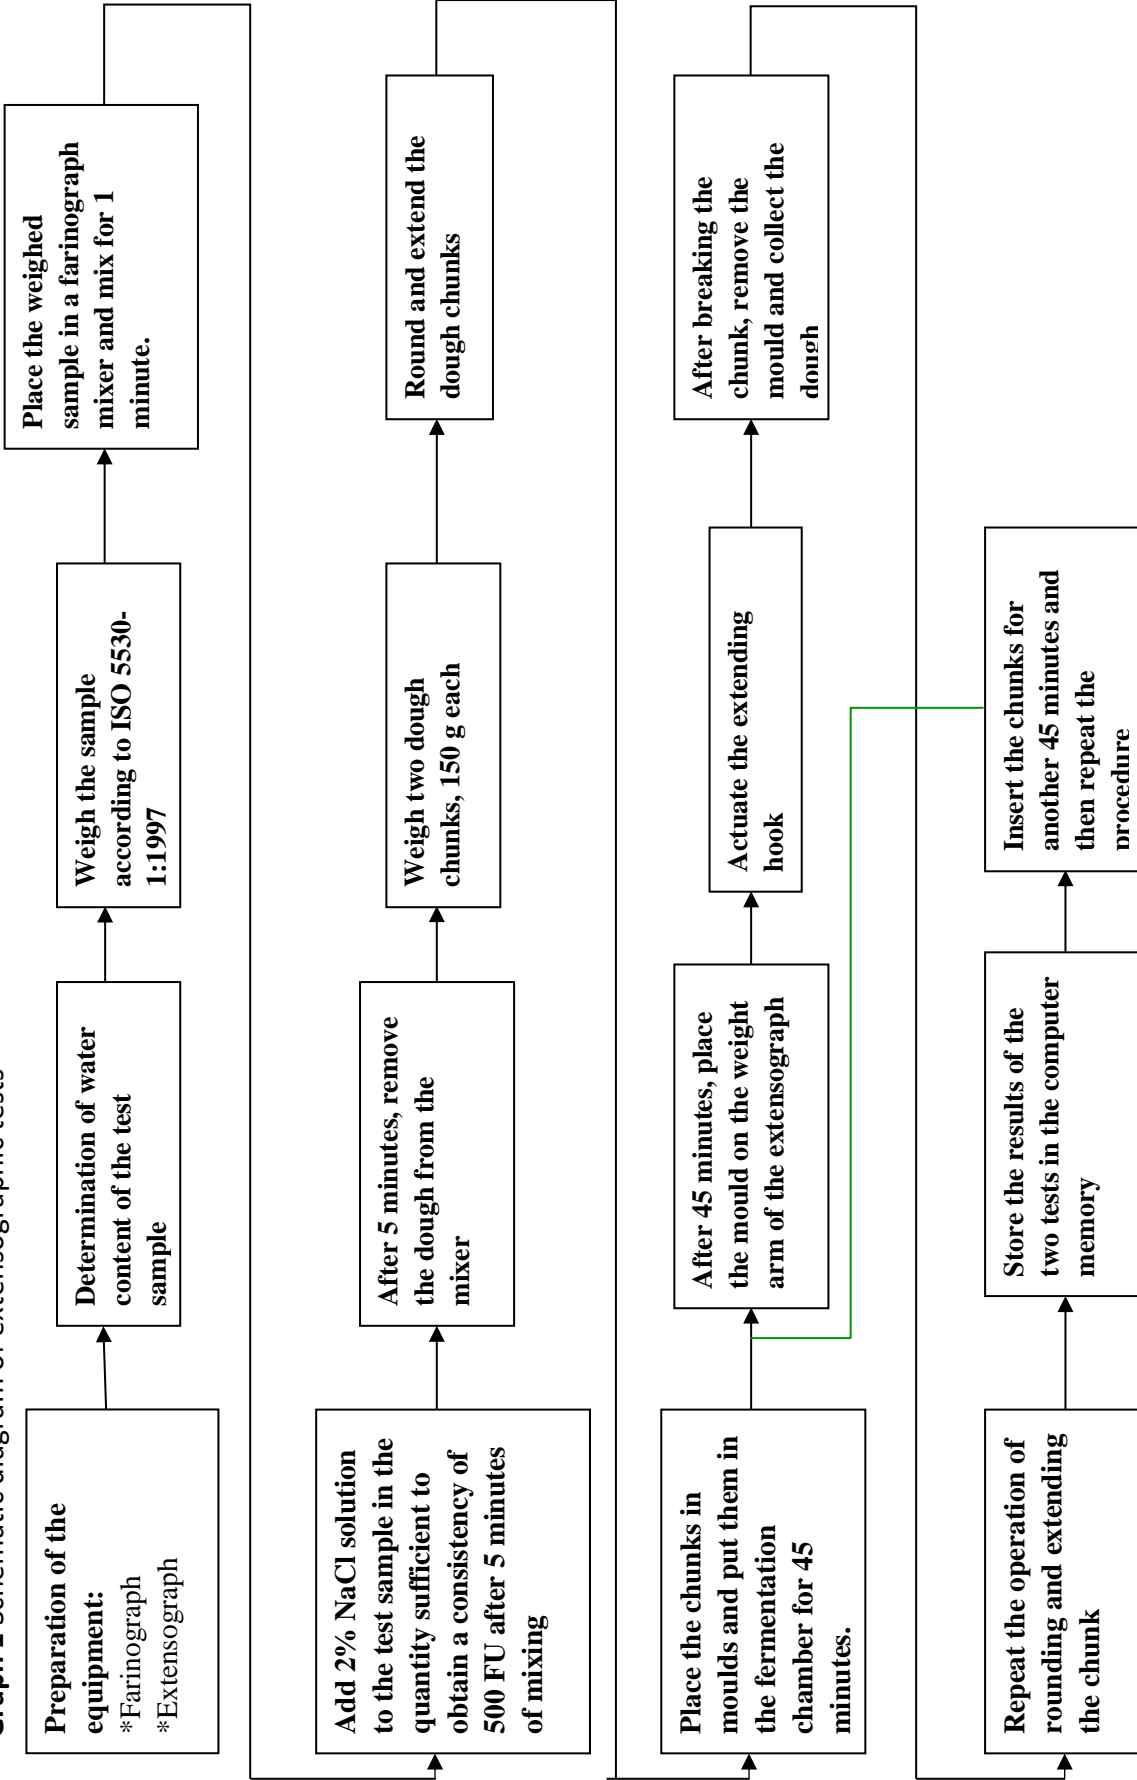 Preparation of the
equipment:
*Farinograph
*Extensograph
Determination of water
content of the test
sample
Weigh the sample
according to ISO 5530-
1:1997
Place the weighed
sample in a farinograph
mixer and mix for 1
minute.
Add 2% NaCl solution
to the test sample in the
quantity sufficient to
obtain a consistency of
500 FU after 5 minutes
of mixing
After 5 minutes, remove
the dough from the
mixer
Weigh two dough
chunks, 150 g each
Round and extend the
dough chunks
Place the chunks in
moulds and put them in
the fermentation
chamber for 45
minutes.
After 45 minutes, place
the mould on the weight
arm of the extensograph
Actuate the extending
hook
After breaking the
chunk, remove the
mould and collect the
dough
Repeat the operation of
rounding and extending
the chunk
Store the results of the
two tests in the computer
memory
Insert the chunks for
another 45 minutes and
then repeat the
procedure